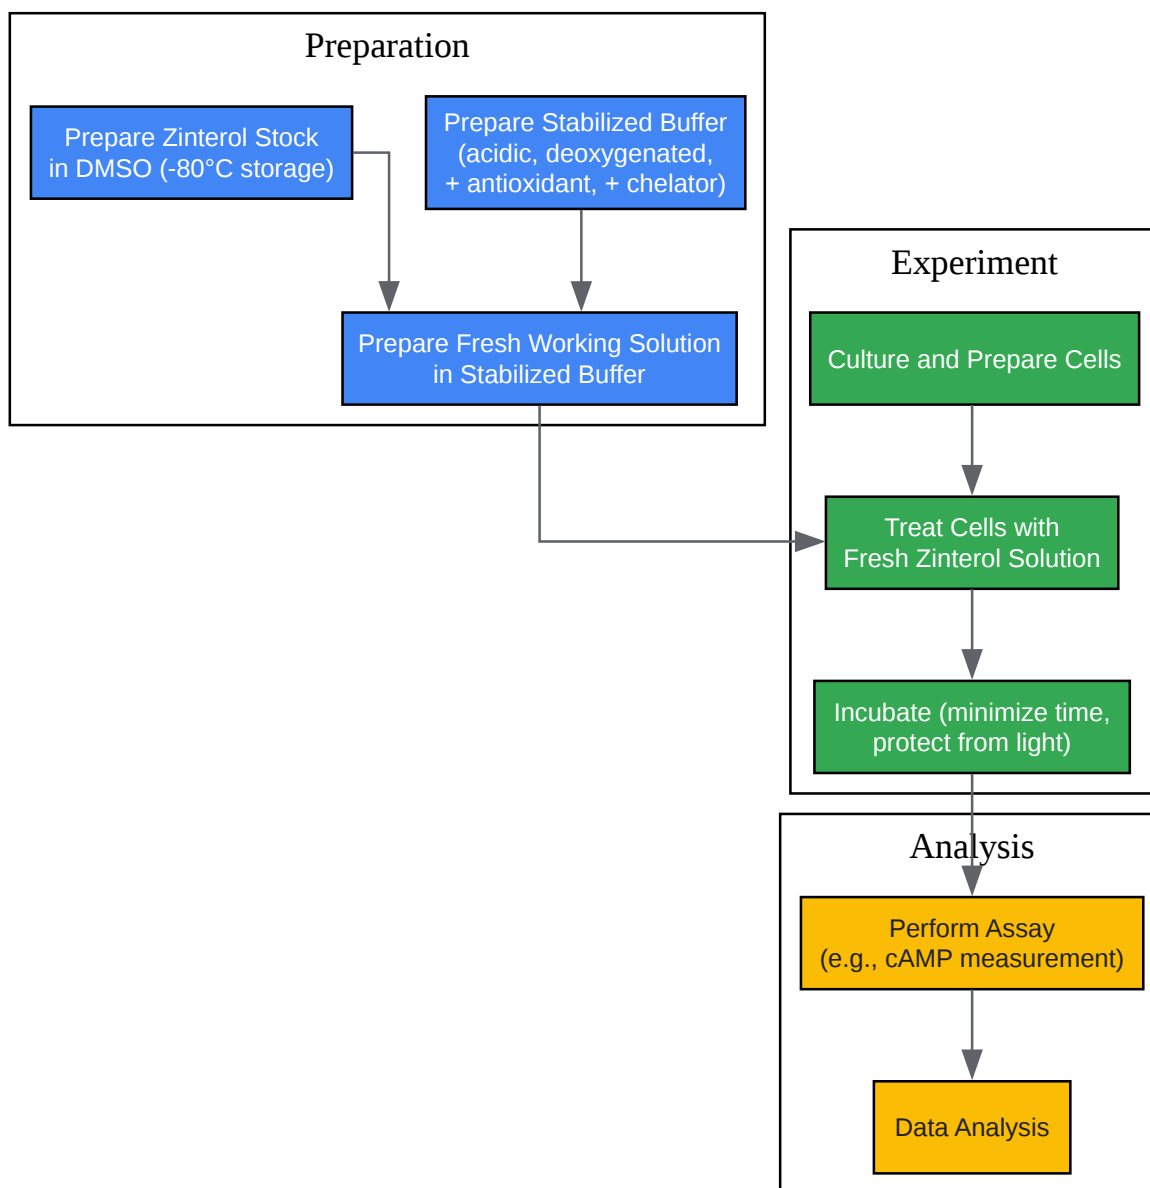 Preparation
Prepare Zinterol Stock
in DMSO (-80°C storage)
Prepare Stabilized Buffer
(acidic, deoxygenated,
+ antioxidant, + chelator)
Prepare Fresh Working Solution
in Stabilized Buffer
Experiment
Culture and Prepare Cells
Treat Cells with
Fresh Zinterol Solution
Incubate (minimize time,
protect from light)
Analysis
Perform Assay
(e.g., cAMP measurement)
Data Analysis